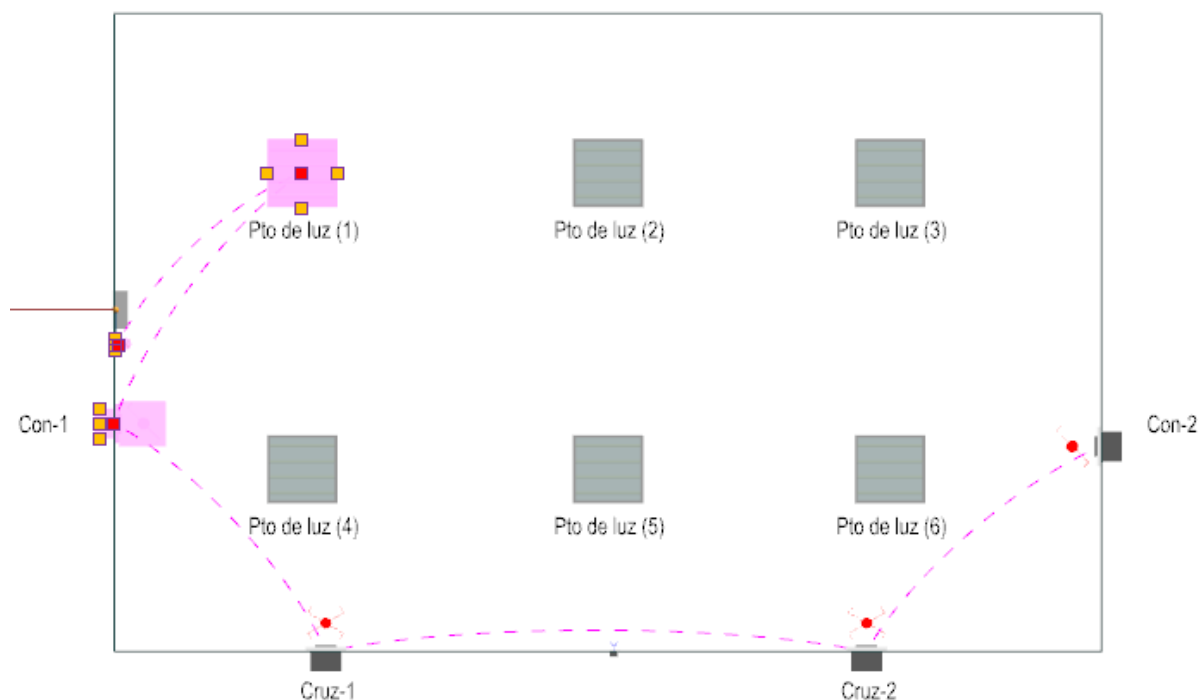 Pto de luz (1)
Pto de luz (2)
Pto de luz (3)
Con-1
Con-2
Pto de luz (4)
Pto de luz (5)
Pto de luz (6)
Cruz-1
Cruz-2